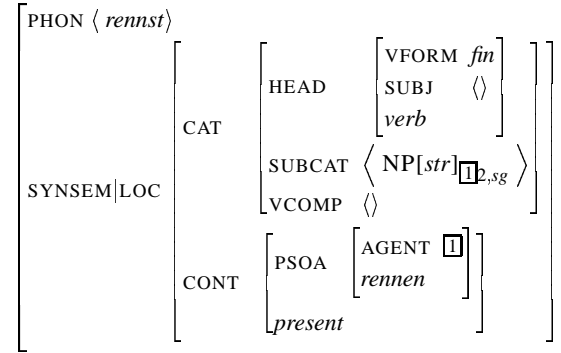 PHON ⟨ rennst⟩
SYNSEM|LOC
CAT
HEAD
VFORM fin
SUBJ ⟨⟩
verb
SUBCAT ⟨ NP[str]1 2,sg ⟩
VCOMP ⟨⟩
CONT
PSOA
AGENT 1
rennen
present